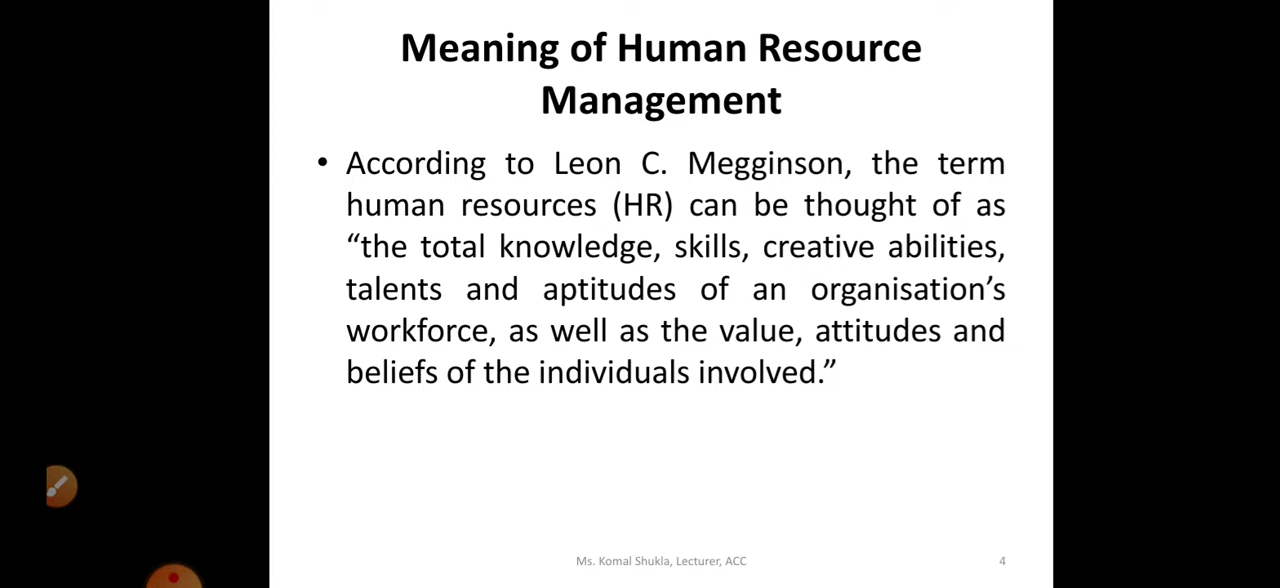 Meaning of Human Resource
Management
• According to Leon C. Megginson, the term
human resources (HR) can be thought of as
“the total knowledge, skills, creative abilities,
talents and aptitudes of an organisation’s
workforce, as well as the value, attitudes and
beliefs of the individuals involved.”
Ms. Komal Shukla, Lecturer, ACC
4